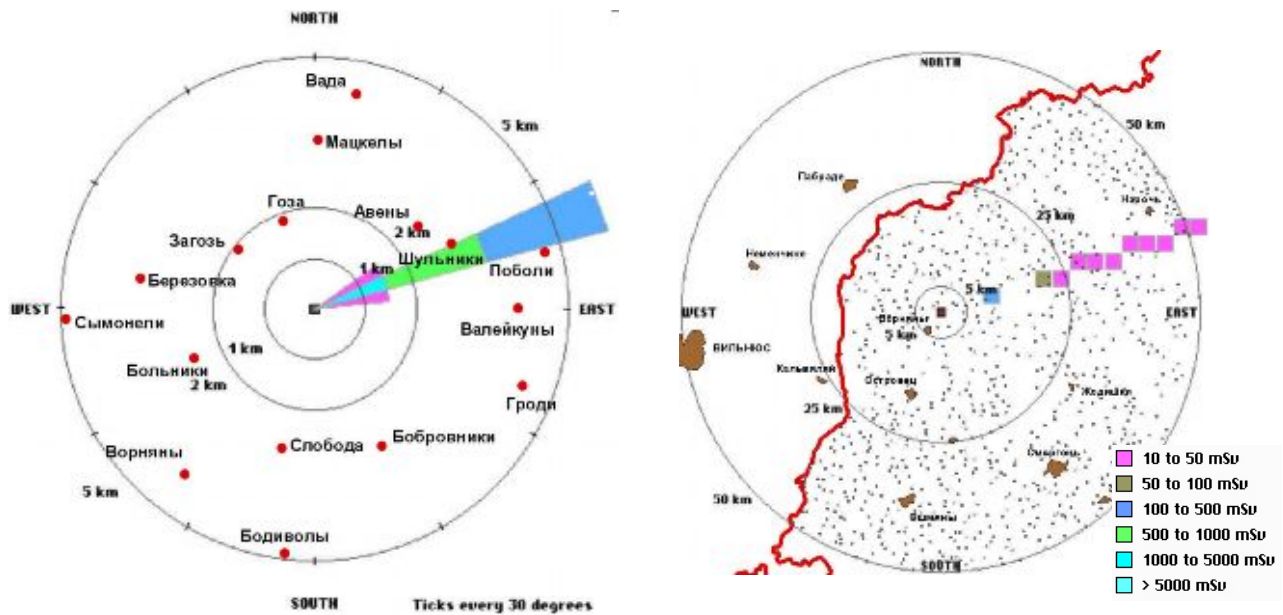 NORTH
Вада
5 km
Мацкелы
Гоза
Авены
2 km
Загозь
Шульники
1 km
Поболи
Березовка
WEST
EAST
Сымонели
Валейкуны
1 km
Больники
2 km
Гроди
Слобода
Бобровники
Ворняны
5 km
Бодиволы
SOUTH
Ticks every 30 degrees
NORTH
50 km
Пабраде
Нарочь
25 km
Неменчине
5 km
WEST
EAST
Ворняны
5 km
ВИЛЬНЮС
Островец
Жодишки
25 km
Сморгонь
50 km
Ошмяны
SOUTH
10 to 50 mSv
50 to 100 mSv
100 to 500 mSv
500 to 1000 mSv
1000 to 5000 mSv
> 5000 mSv